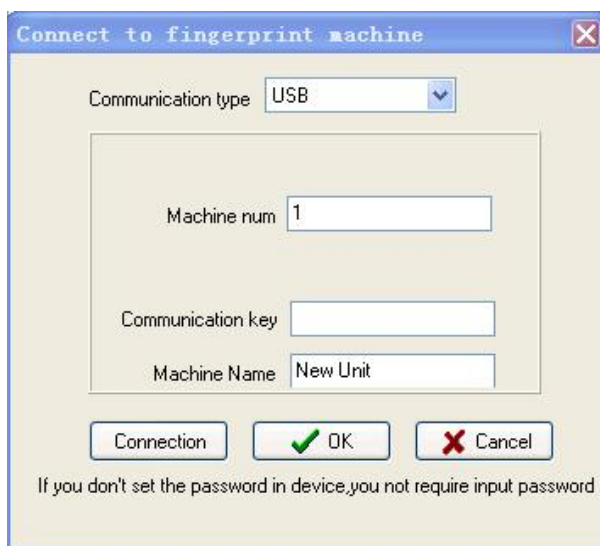 Connect to fingerprint machine
Communication type USB
Machine num 1
Communication key
Machine Name New Unit
Connection OK Cancel
If you don't set the password in device,you not require input password